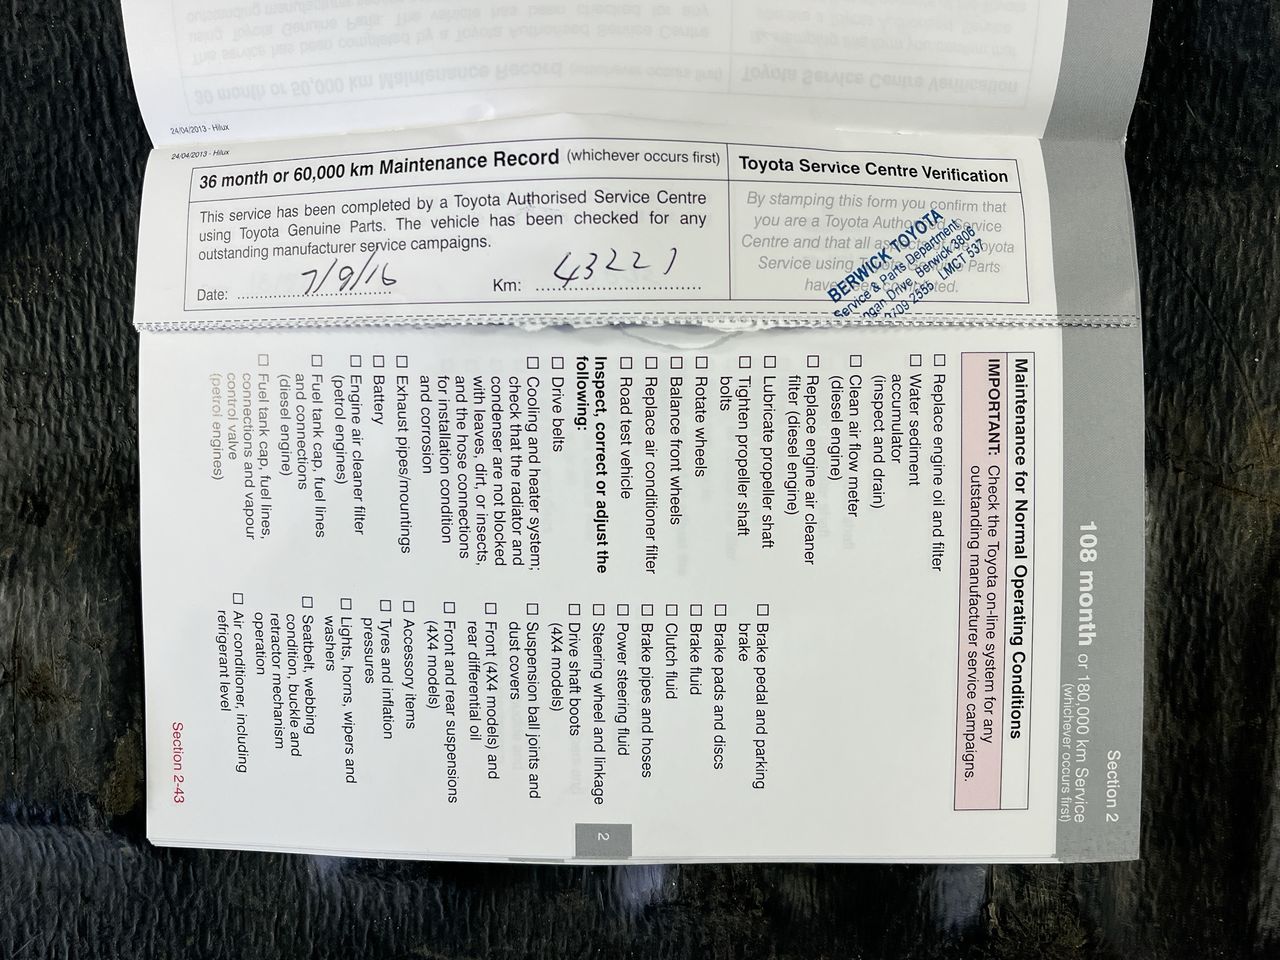 24/04/2013 - Hilux
24/04/2013 - Hilux
36 month or 60,000 km Maintenance Record (whichever occurs first)
This service has been completed by a Toyota Authorised Service Centre
using Toyota Genuine Parts. The vehicle has been checked for any
outstanding manufacturer service campaigns.
Date: 7/9/16
Km: 43221
Toyota Service Centre Verification
By stamping this form you confirm that
you are a Toyota Service
Centre and that all Toyota
Service using Parts
have
BERWICK TOYOTA
Service & Parts Department
Drive, Berwick 3806
9709 2555 LMCT 537
Section 2
108 month or 180,000 km Service
(whichever occurs first)
Maintenance for Normal Operating Conditions
IMPORTANT: Check the Toyota on-line system for any
outstanding manufacturer service campaigns.
☐ Replace engine oil and filter
☐ Water sediment
accumulator
(inspect and drain)
☐ Clean air flow meter
(diesel engine)
☐ Replace engine air cleaner
filter (diesel engine)
☐ Lubricate propeller shaft
☐ Tighten propeller shaft
bolts
☐ Rotate wheels
☐ Balance front wheels
☐ Replace air conditioner filter
☐ Road test vehicle
Inspect, correct or adjust the
following:
☐ Drive belts
☐ Cooling and heater system;
check that the radiator and
condenser are not blocked
with leaves, dirt, or insects,
and the hose connections
for installation condition
and corrosion
☐ Exhaust pipes/mountings
☐ Battery
☐ Engine air cleaner filter
(petrol engines)
☐ Fuel tank cap, fuel lines
and connections
(diesel engine)
☐ Fuel tank cap, fuel lines,
connections and vapour
control valve
(petrol engines)
☐ Brake pedal and parking
brake
☐ Brake pads and discs
☐ Brake fluid
☐ Clutch fluid
☐ Brake pipes and hoses
☐ Power steering fluid
☐ Steering wheel and linkage
☐ Drive shaft boots
(4X4 models)
☐ Suspension ball joints and
dust covers
☐ Front (4X4 models) and
rear differential oil
☐ Front and rear suspensions
(4X4 models)
☐ Accessory items
☐ Tyres and inflation
pressures
☐ Lights, horns, wipers and
washers
☐ Seatbelt, webbing
condition, buckle and
retractor mechanism
operation
☐ Air conditioner, including
refrigerant level
2
Section 2-43